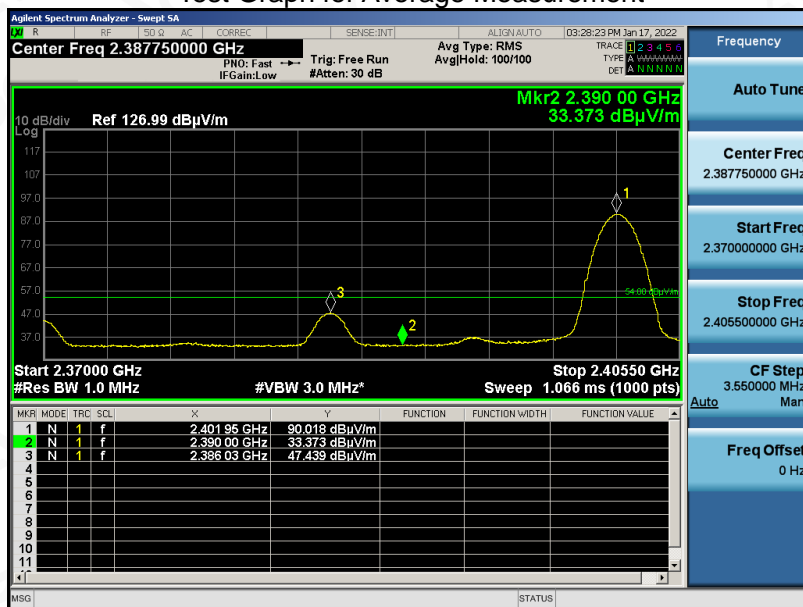 Test Graph for Average Measurement
Agilent Spectrum Analyzer - Swept SA
LXI R RF 50 Ω AC CORREC SENSE:INT ALIGN AUTO 03:28:23 PM Jan 17, 2022
Center Freq 2.387750000 GHz
PNO: Fast
IFGain:Low
Trig: Free Run
#Atten: 30 dB
Avg Type: RMS
Avg|Hold: 100/100
TRACE 1 2 3 4 5 6
TYPE A WWWWW
DET A N N N N N
Mkr2 2.390 00 GHz
33.373 dBµV/m
10 dB/div Ref 126.99 dBµV/m
Log
117
107
97.0
87.0
77.0
67.0
57.0
47.0
37.0
1
3
2
54.00 dBµV/m
Start 2.37000 GHz Stop 2.40550 GHz
#Res BW 1.0 MHz #VBW 3.0 MHz* Sweep 1.066 ms (1000 pts)
MKR MODE TRC SCL X Y FUNCTION FUNCTION WIDTH FUNCTION VALUE
1 N 1 f 2.401 95 GHz 90.018 dBµV/m
2 N 1 f 2.390 00 GHz 33.373 dBµV/m
3 N 1 f 2.386 03 GHz 47.439 dBµV/m
4
5
6
7
8
9
10
11
MSG STATUS
Frequency
Auto Tune
Center Freq
2.387750000 GHz
Start Freq
2.370000000 GHz
Stop Freq
2.405500000 GHz
CF Step
3.550000 MHz
Auto Man
Freq Offset
0 Hz